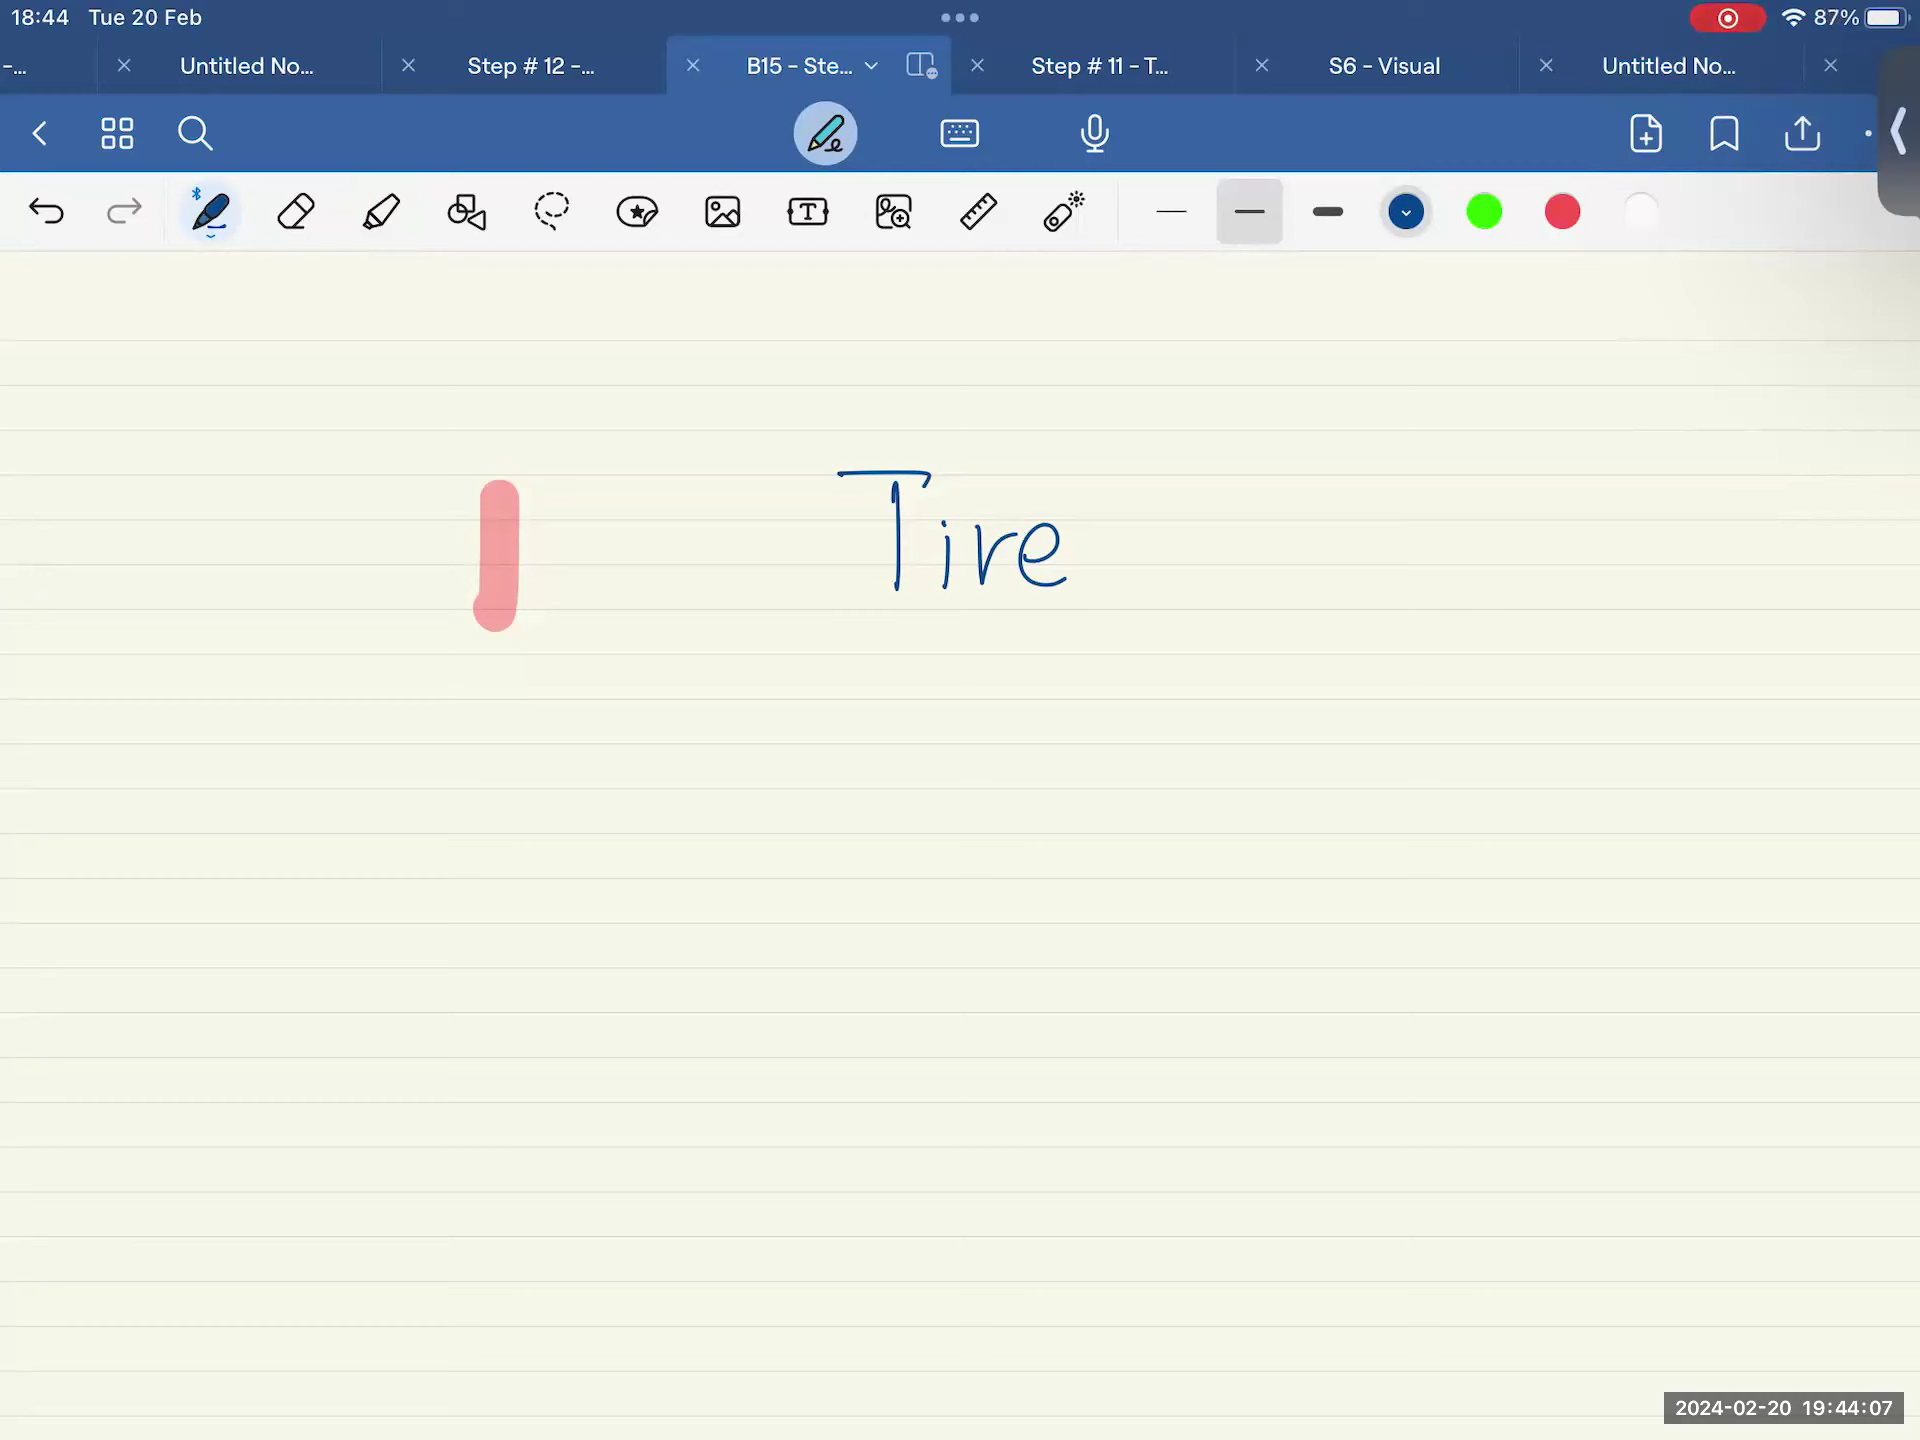 18:44 Tue 20 Feb 87%
-... Untitled No... Step # 12 -... B15 - Ste... Step # 11 - T... S6 - Visual Untitled No...
Tire
2024-02-20 19:44:07